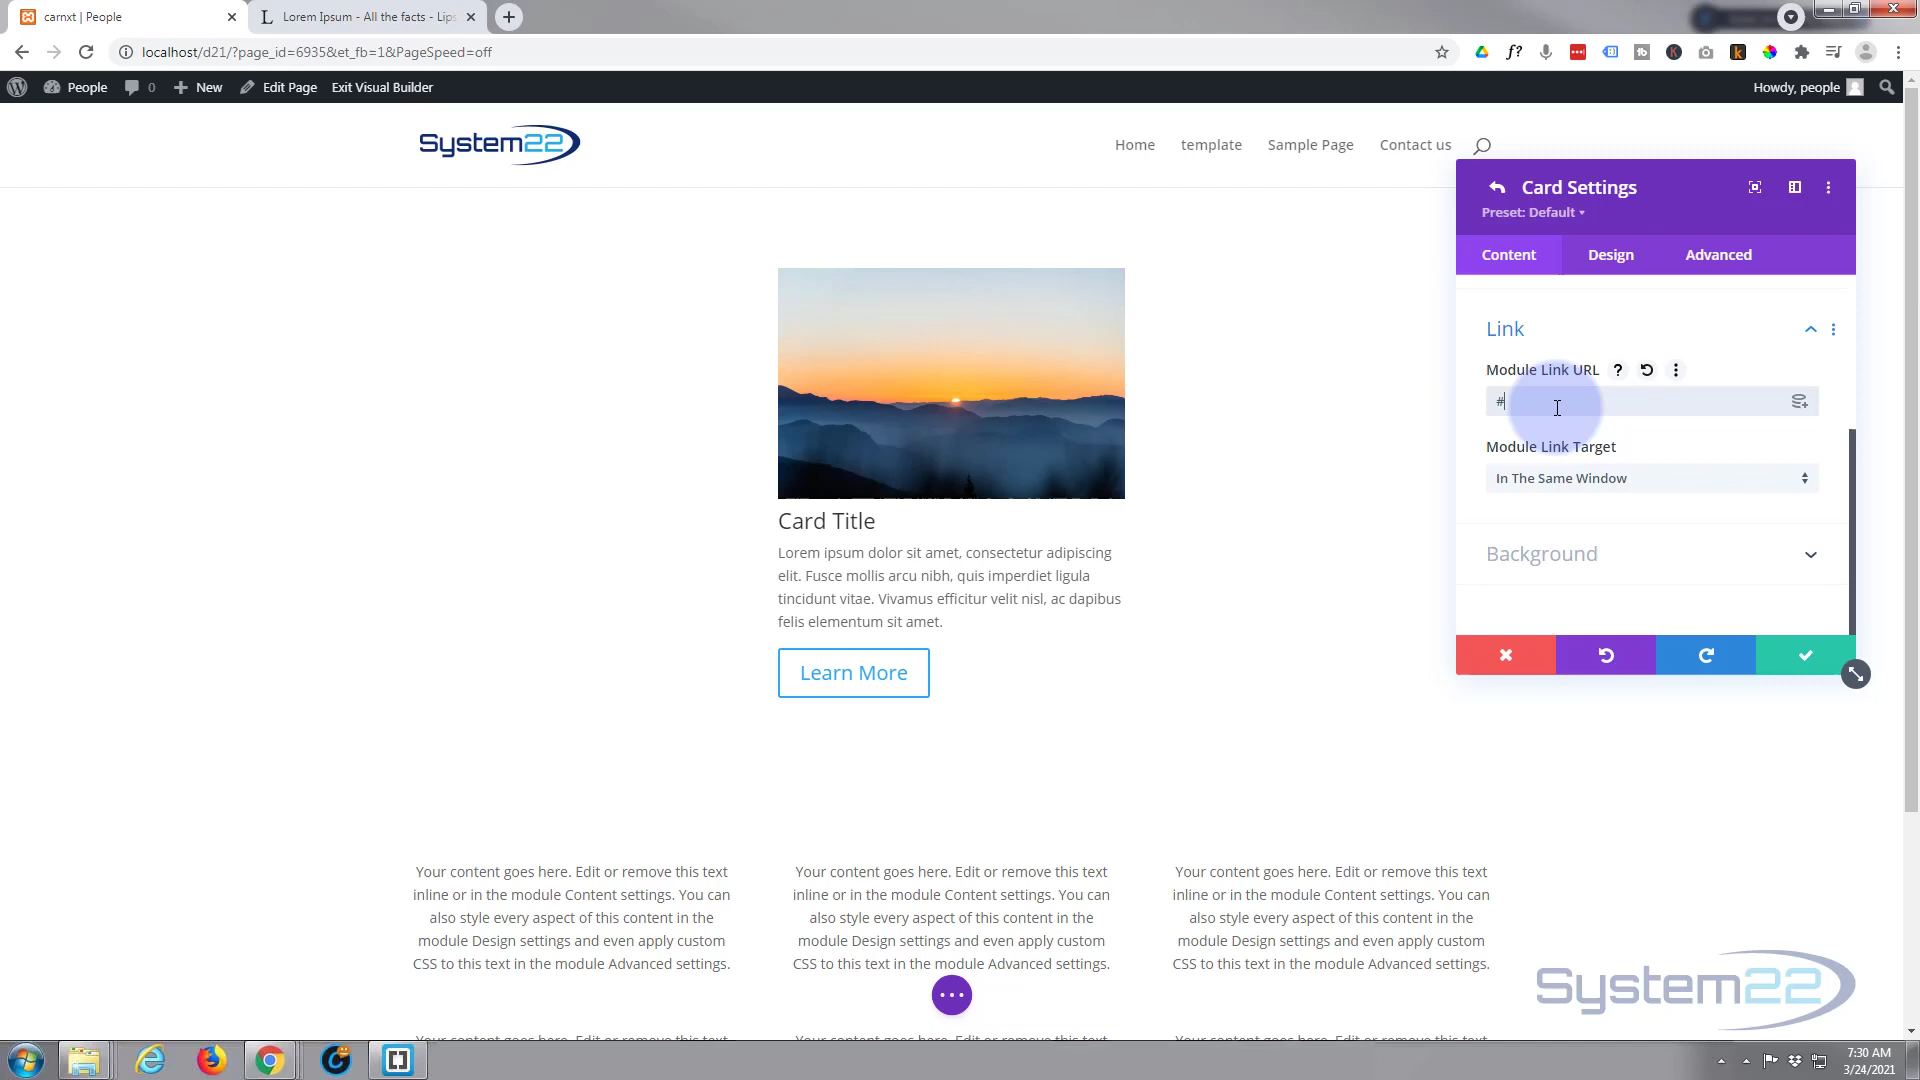 carnxt | People
Lorem Ipsum - All the facts - Lips
localhost/d21/?page_id=6935&et_fb=1&PageSpeed=off
People
0
New
Edit Page
Exit Visual Builder
Howdy, people
System22
Home
template
Sample Page
Contact us
Card Settings
Preset: Default
Content
Design
Advanced
Link
Module Link URL
#
Module Link Target
In The Same Window
Background
Card Title
Lorem ipsum dolor sit amet, consectetur adipiscing
elit. Fusce mollis arcu nibh, quis imperdiet ligula
tincidunt vitae. Vivamus efficitur velit nisl, ac dapibus
felis elementum sit amet.
Learn More
Your content goes here. Edit or remove this text
inline or in the module Content settings. You can
also style every aspect of this content in the
module Design settings and even apply custom
CSS to this text in the module Advanced settings.
Your content goes here. Edit or remove this text
inline or in the module Content settings. You can
also style every aspect of this content in the
module Design settings and even apply custom
CSS to this text in the module Advanced settings.
Your content goes here. Edit or remove this text
inline or in the module Content settings. You can
also style every aspect of this content in the
module Design settings and even apply custom
CSS to this text in the module Advanced settings.
System22
7:30 AM
3/24/2021